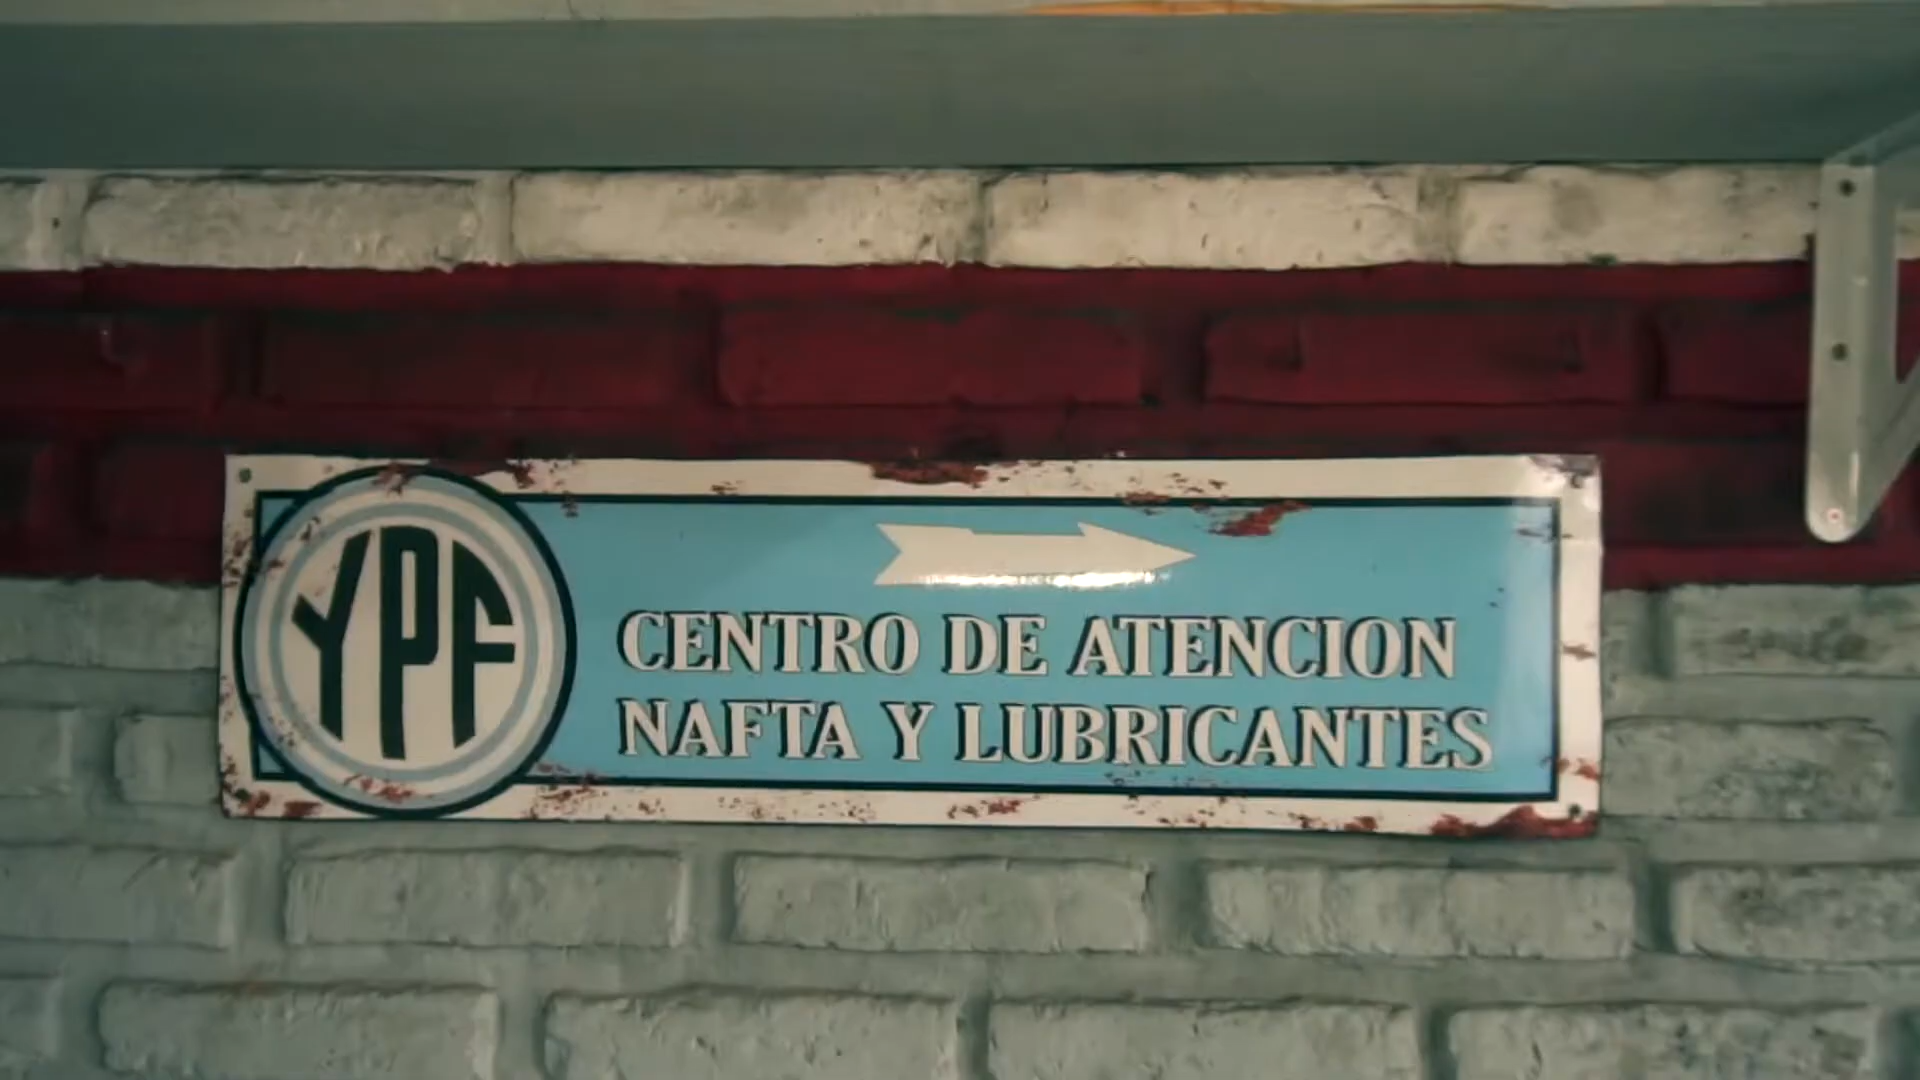 YPF
CENTRO DE ATENCION
NAFTA Y LUBRICANTES